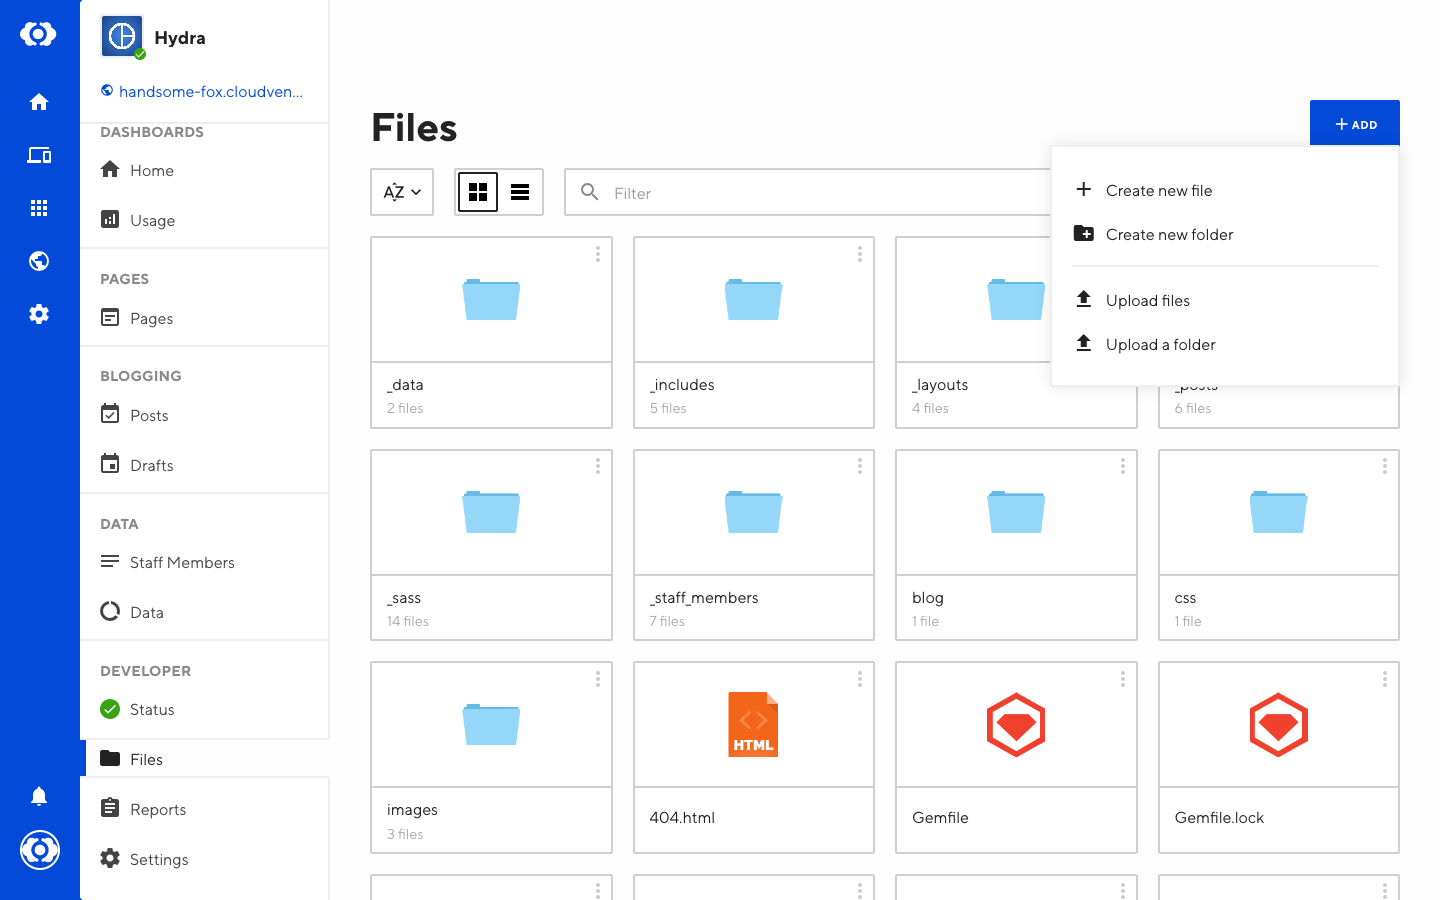 Hydra
handsome-fox.cloudven...
DASHBOARDS
Home
Usage
PAGES
Pages
BLOGGING
Posts
Drafts
DATA
Staff Members
Data
DEVELOPER
Status
Files
Reports
Settings
Files
ADD
AZ
Filter
Create new file
Create new folder
Upload files
Upload a folder
_data
2 files
_includes
5 files
_layouts
4 files
_posts
6 files
_sass
14 files
_staff_members
7 files
blog
1 file
css
1 file
images
3 files
HTML
404.html
Gemfile
Gemfile.lock